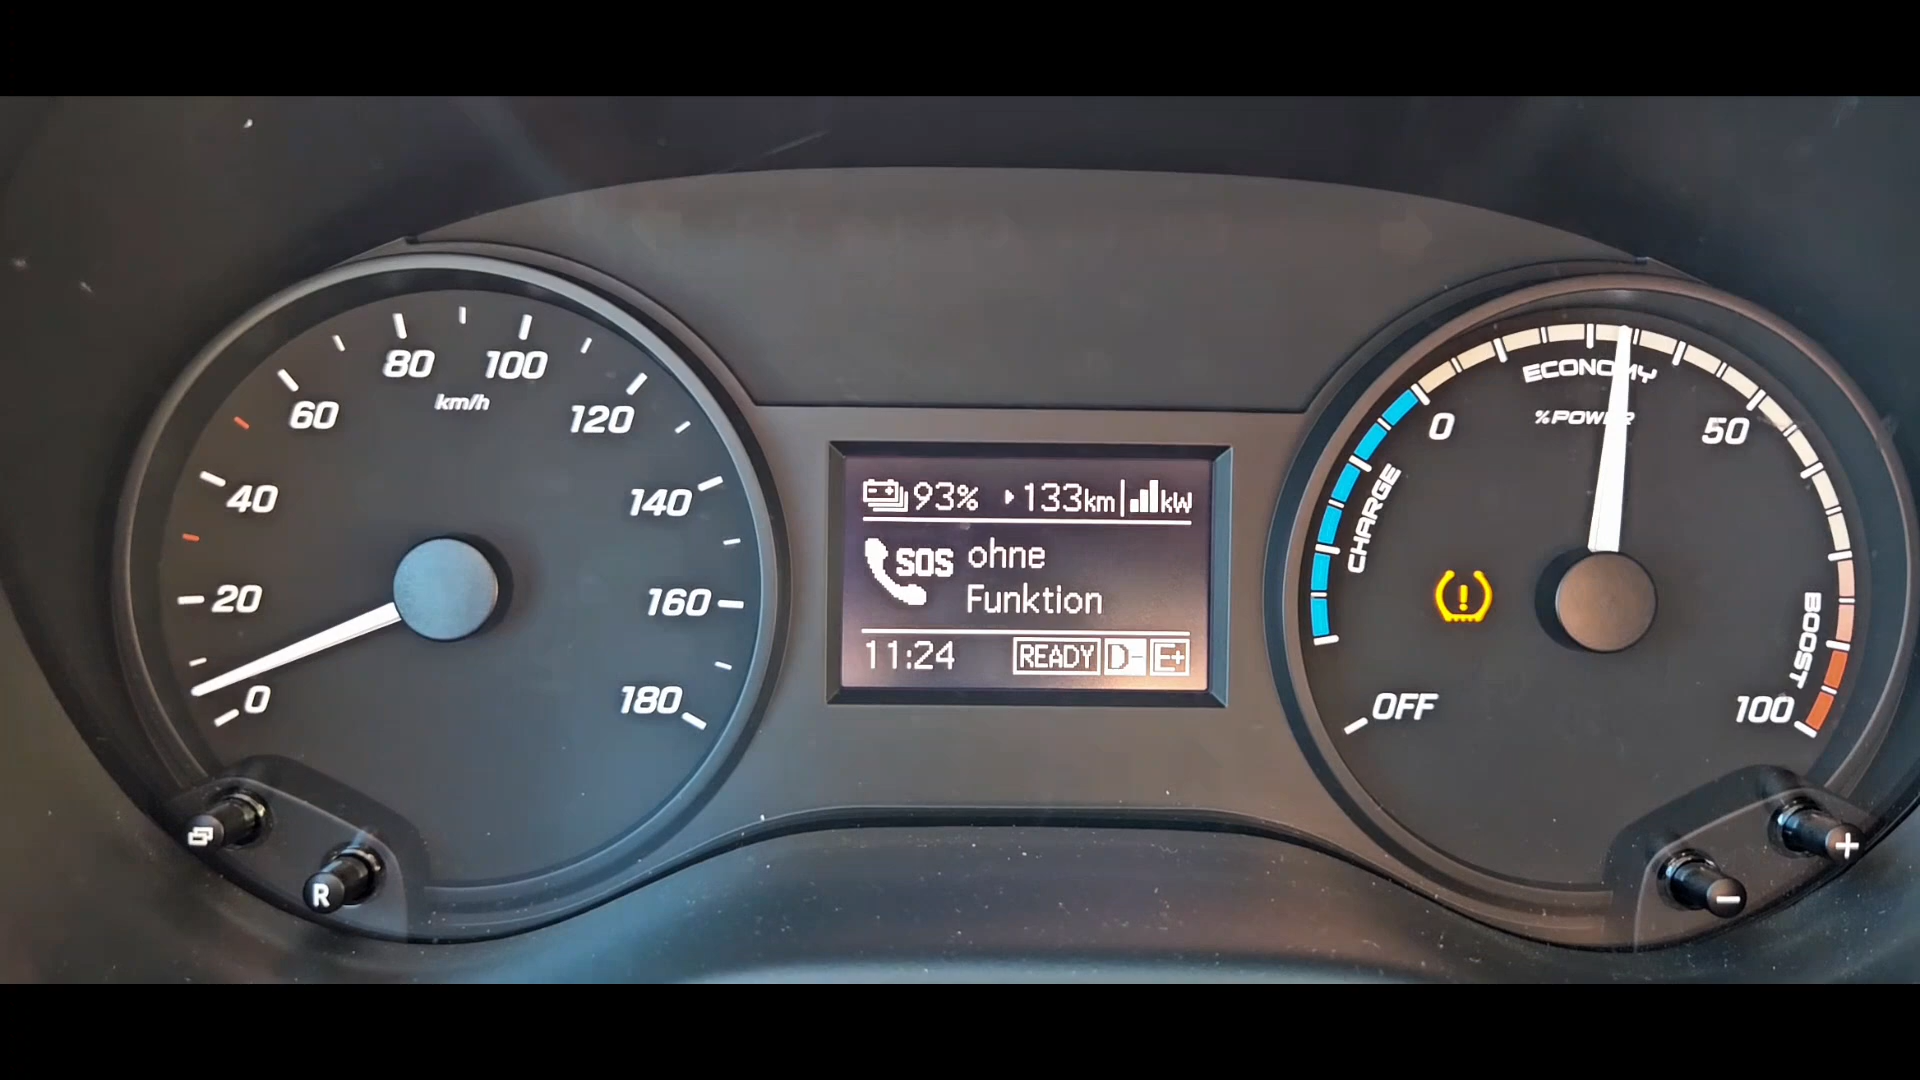 80 100
km/h
60 120
40 140
20 160
0 180
R
93% 133km kW
SOS ohne
Funktion
11:24 READY D- E+
ECONOMY
% POWER
0 50
CHARGE
BOOST
OFF 100
- +